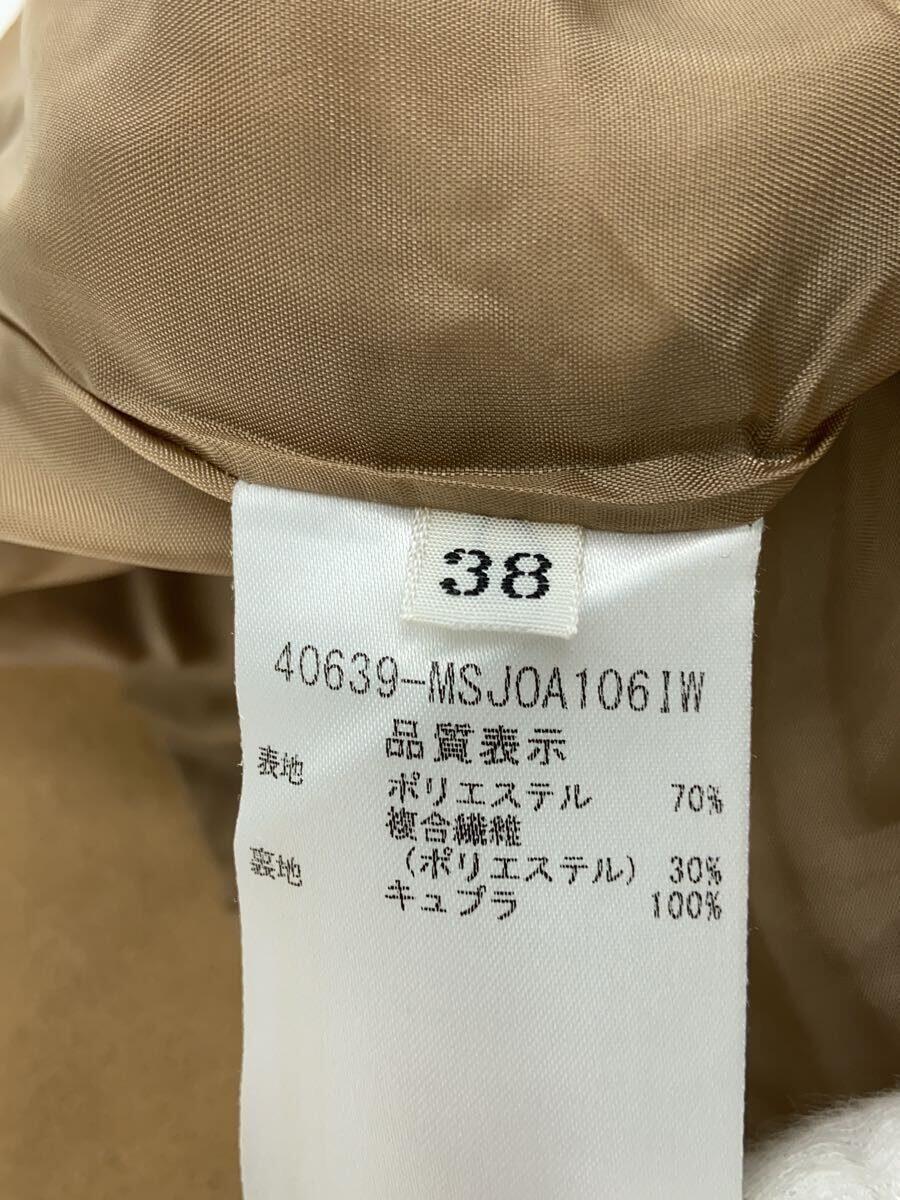 38
40639-MSJOA106IW
品質表示
表地 ポリエステル 70%
複合繊維
(ポリエステル) 30%
裏地 キュプラ 100%